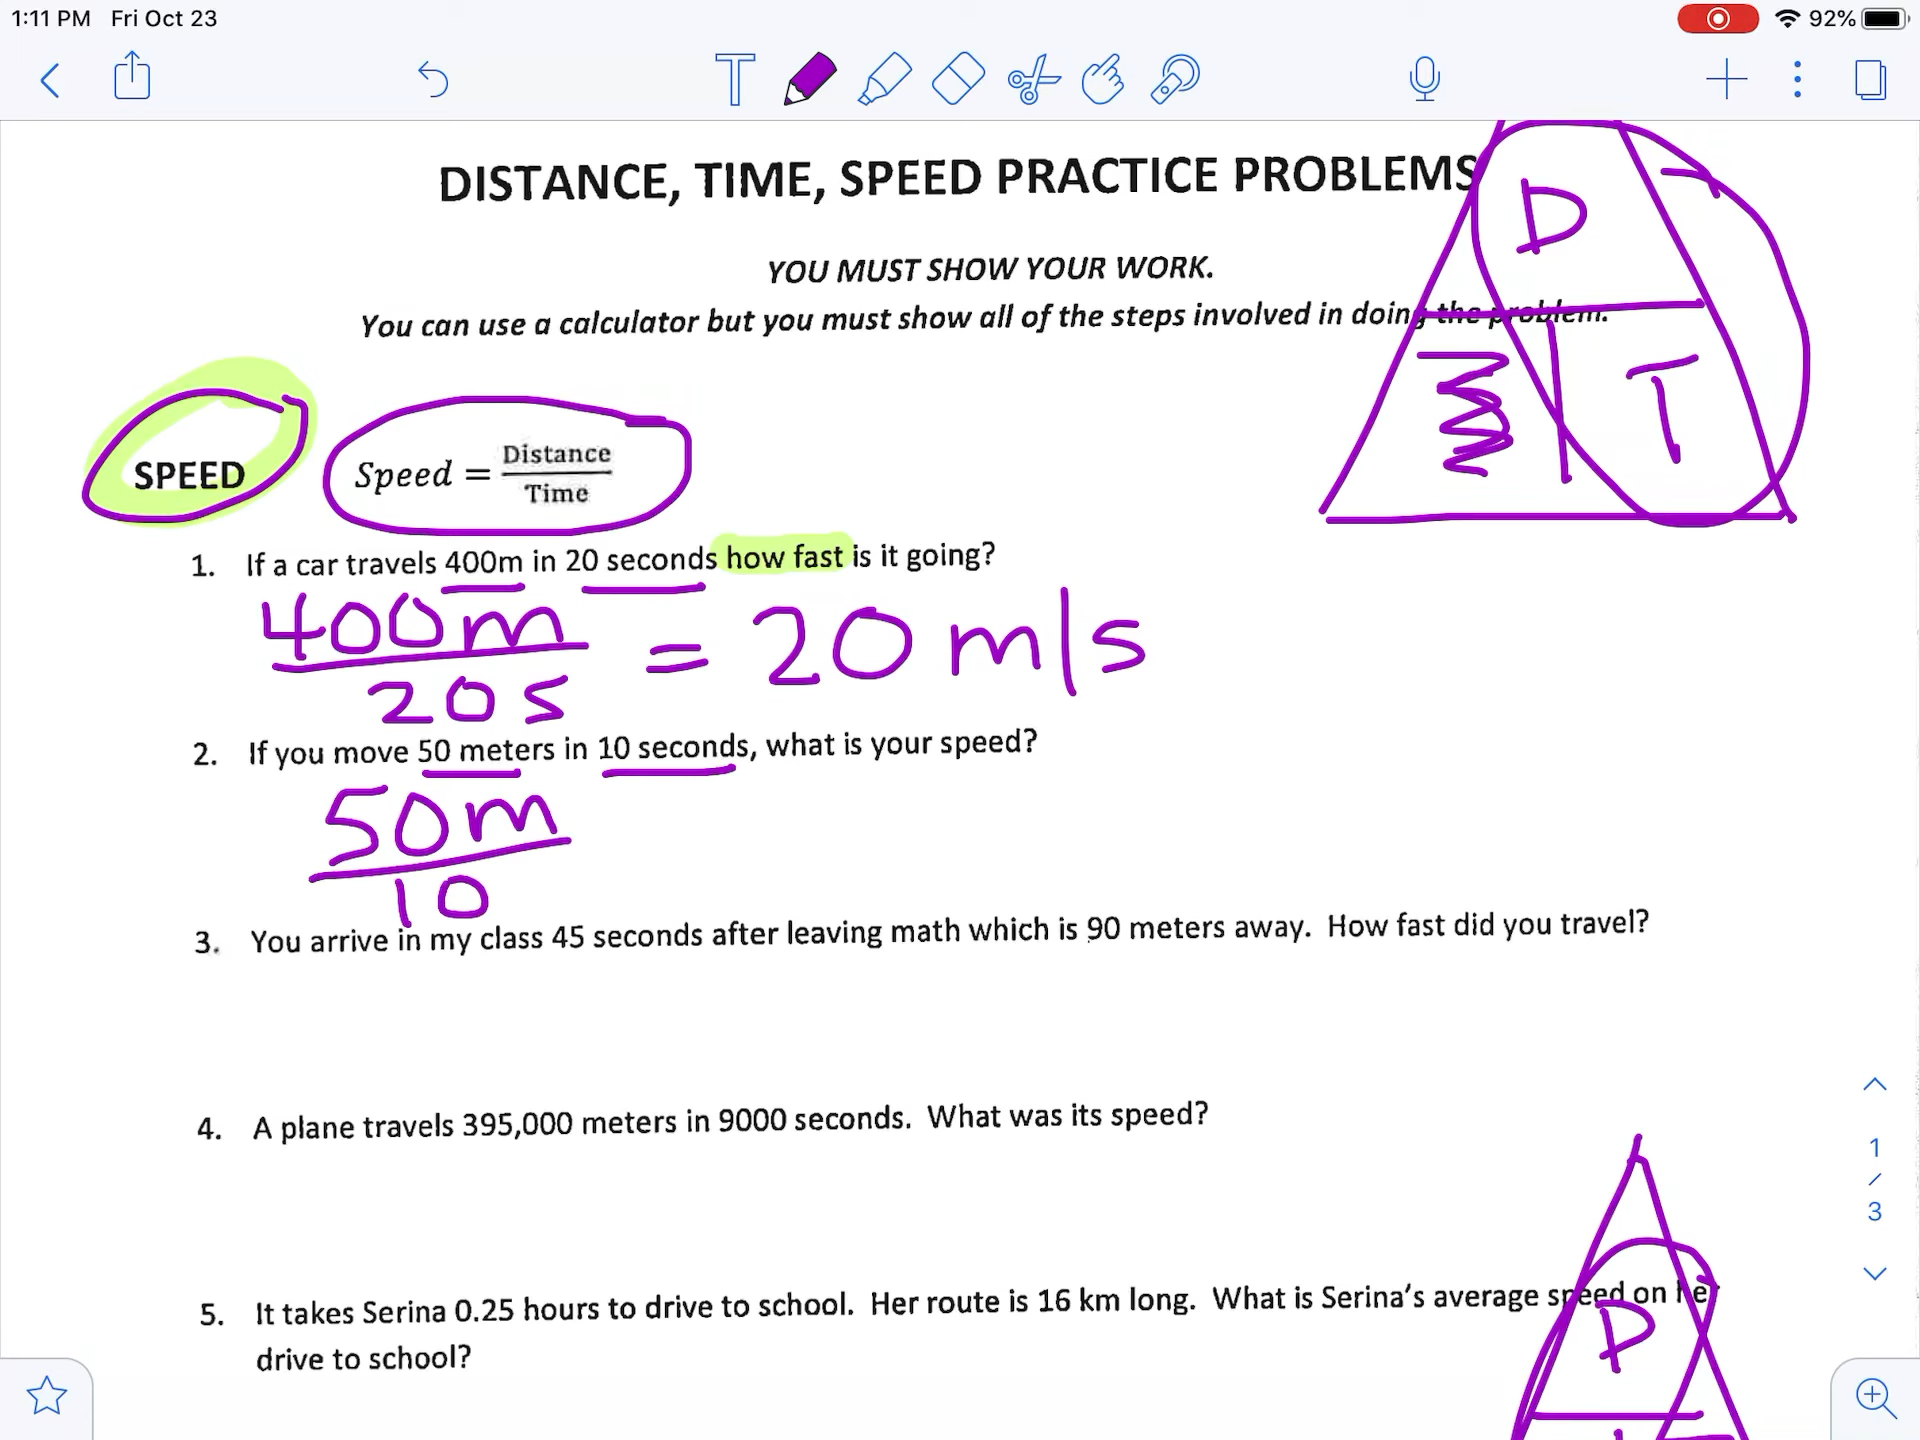 1:11 PM Fri Oct 23
92%
DISTANCE, TIME, SPEED PRACTICE PROBLEMS
YOU MUST SHOW YOUR WORK.
You can use a calculator but you must show all of the steps involved in doing the problem.
D
T
SPEED
Speed = Distance
Time
1. If a car travels 400m in 20 seconds how fast is it going?
400m
20s
= 20 m/s
2. If you move 50 meters in 10 seconds, what is your speed?
50m
10
3. You arrive in my class 45 seconds after leaving math which is 90 meters away. How fast did you travel?
4. A plane travels 395,000 meters in 9000 seconds. What was its speed?
5. It takes Serina 0.25 hours to drive to school. Her route is 16 km long. What is Serina's average speed on her
drive to school?
D
1
/
3